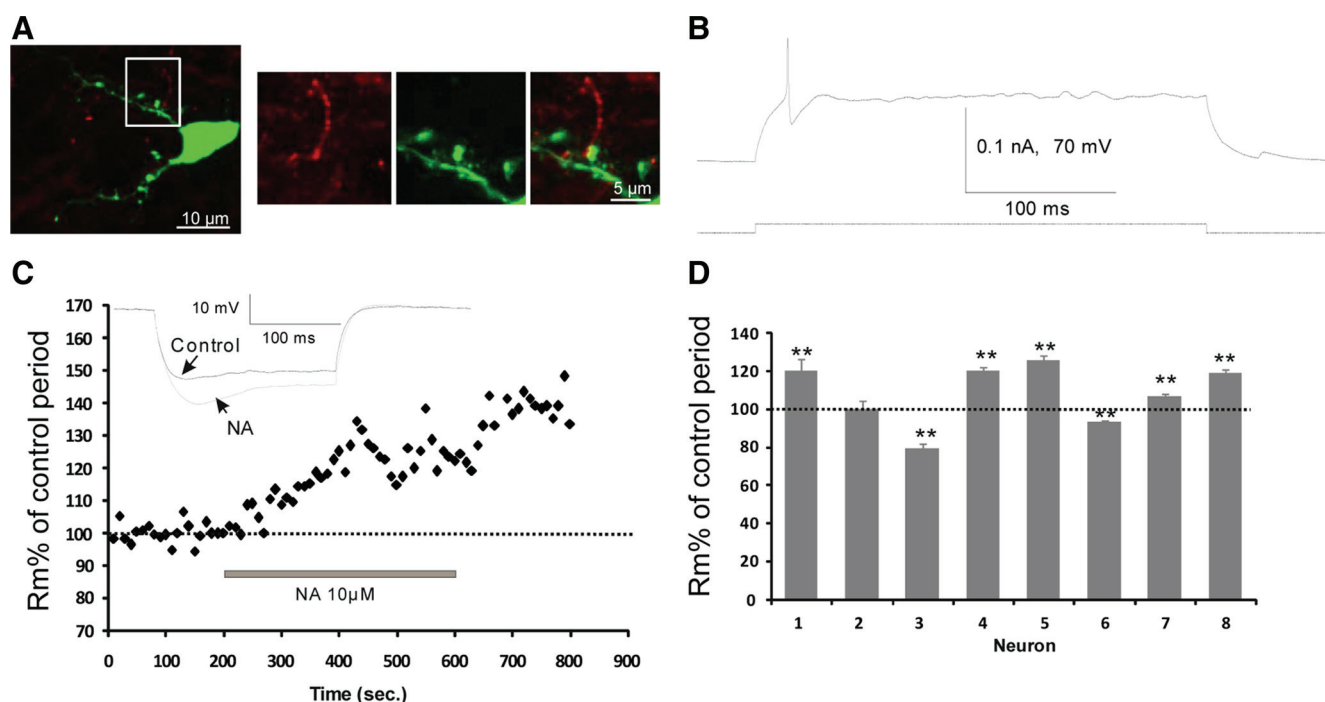 A
10 µm
5 µm
B
0.1 nA, 70 mV
100 ms
C
Rm% of control period
170
160
150
140
130
120
110
100
90
80
70
10 mV
100 ms
Control
NA
NA 10µM
0 100 200 300 400 500 600 700 800 900
Time (sec.)
D
Rm% of control period
140
120
100
80
60
40
20
0
** ** ** ** ** ** **
1 2 3 4 5 6 7 8
Neuron